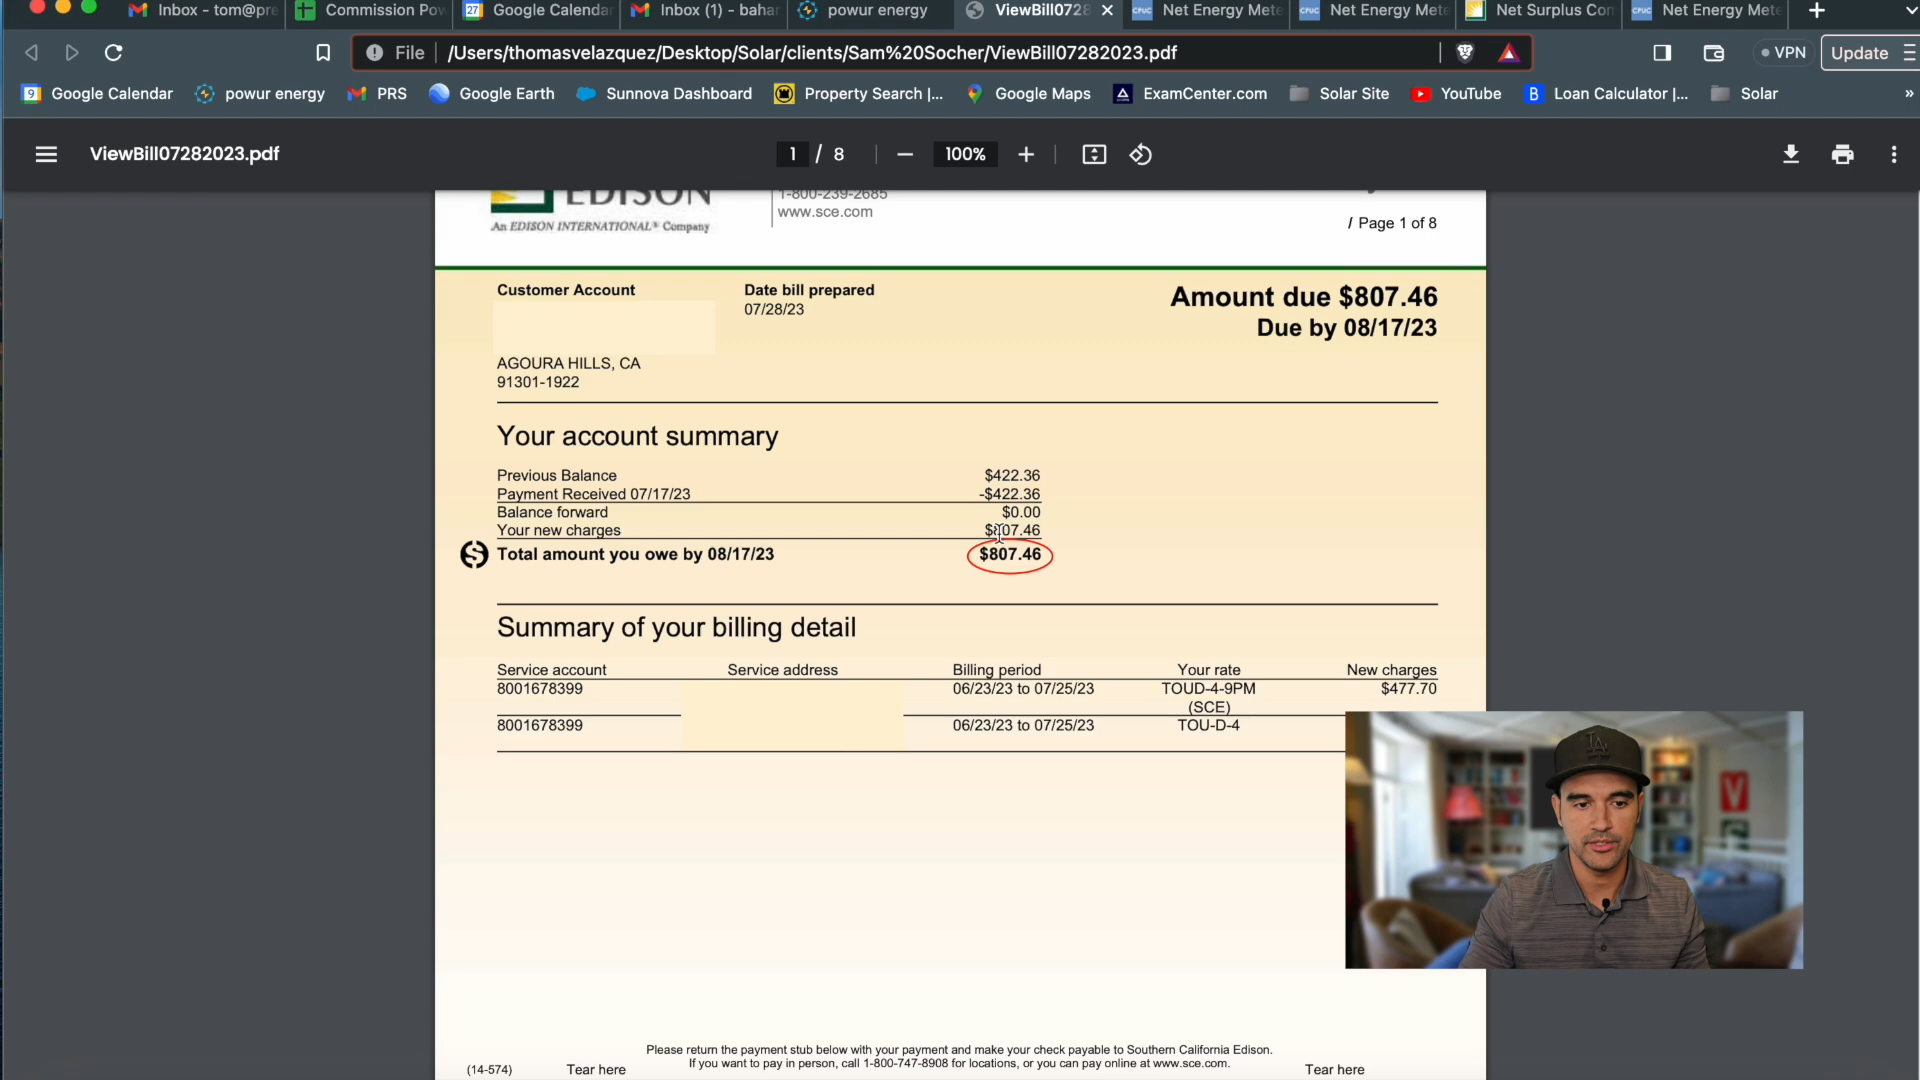 Inbox - tom@pre
Commission Pow
Google Calendar
Inbox (1) - bahar
powur energy
ViewBill0728
Net Energy Mete
Net Energy Mete
Net Surplus Com
Net Energy Mete
File /Users/thomasvelazquez/Desktop/Solar/clients/Sam%20Socher/ViewBill07282023.pdf
VPN
Update
Google Calendar
powur energy
PRS
Google Earth
Sunnova Dashboard
Property Search |...
Google Maps
ExamCenter.com
Solar Site
YouTube
Loan Calculator |...
Solar
»
ViewBill07282023.pdf
1 / 8
100%
EDISON
An EDISON INTERNATIONAL® Company
1-800-239-2685
www.sce.com
/ Page 1 of 8
Customer Account
Date bill prepared
07/28/23
Amount due $807.46
Due by 08/17/23
AGOURA HILLS, CA
91301-1922
Your account summary
Previous Balance $422.36
Payment Received 07/17/23 -$422.36
Balance forward $0.00
Your new charges $807.46
Total amount you owe by 08/17/23 $807.46
Summary of your billing detail
Service account Service address Billing period Your rate New charges
8001678399 06/23/23 to 07/25/23 TOUD-4-9PM $477.70
(SCE)
8001678399 06/23/23 to 07/25/23 TOU-D-4
Please return the payment stub below with your payment and make your check payable to Southern California Edison.
If you want to pay in person, call 1-800-747-8908 for locations, or you can pay online at www.sce.com.
(14-574) Tear here Tear here